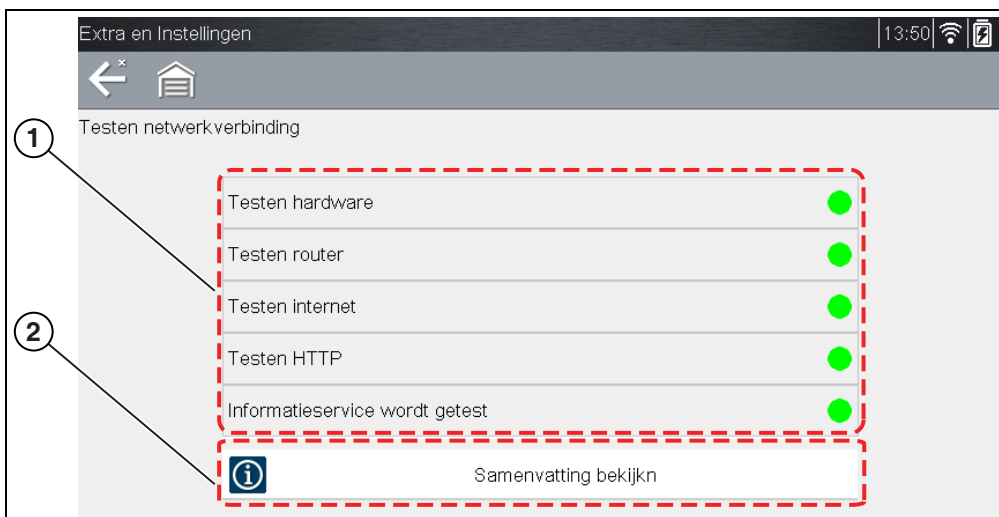 Extra en Instellingen
13:50
Testen netwerkverbinding
1
Testen hardware
Testen router
Testen internet
2
Testen HTTP
Informatieservice wordt getest
Samenvatting bekijkn